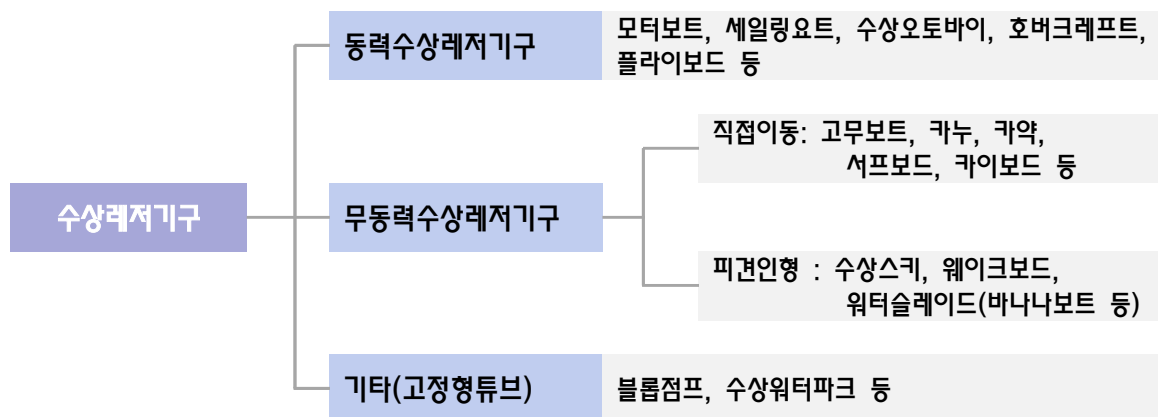 수상레저기구
동력수상레저기구
모터보트, 세일링요트, 수상오토바이, 호버크레프트,
플라이보드 등
무동력수상레저기구
직접이동: 고무보트, 카누, 카약,
서프보드, 카이보드 등
피견인형 : 수상스키, 웨이크보드,
워터슬레이드(바나나보트 등)
기타(고정형튜브)
블롭점프, 수상워터파크 등